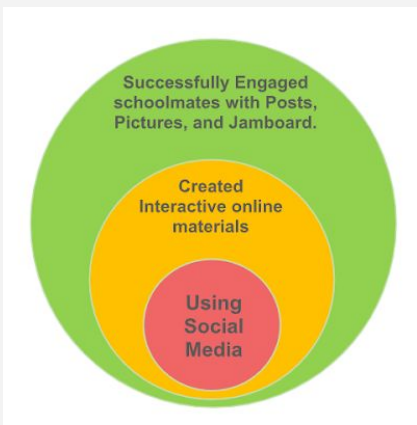 Successfully Engaged
schoolmates with Posts,
Pictures, and Jamboard.
Created
Interactive online
materials
Using
Social
Media